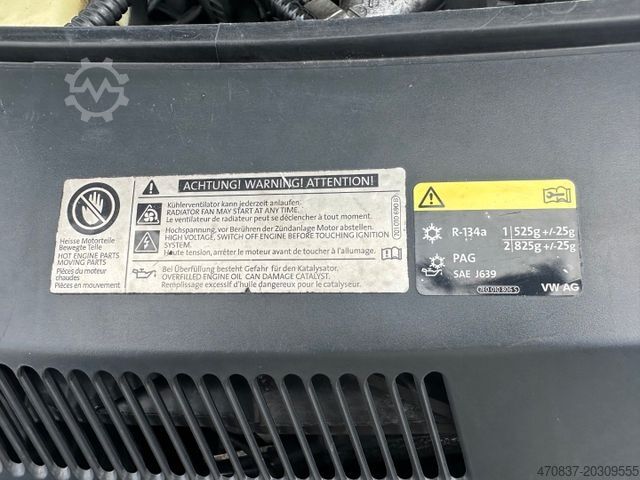 ACHTUNG! WARNING! ATTENTION!
Kühlerventilator kann jederzeit anlaufen.
RADIATOR FAN MAY START AT ANY TIME.
Le ventilateur de radiateur peut se déclencher à tout moment.
Hochspannung, vor Berühren der Zündanlage Motor abstellen.
HIGH VOLTAGE, SWITCH OFF ENGINE BEFORE TOUCHING IGNITION
SYSTEM.
Haute tension, arrêter le moteur avant de toucher à l'allumage.
Bei Überfüllung besteht Gefahr für den Katalysator.
OVERFILLED ENGINE OIL CAN DAMAGE CATALYST.
Remplissage excessif d'huile dangereux pour le catalyseur.
Heisse Motorteile
Bewegte Teile
HOT ENGINE PARTS
MOVING PARTS
Pièces du moteur
chaudes
Pièces en mouvement
R-134a
1 525g +/-25g
2 825g +/-25g
PAG
SAE J639
7E0 010 806 S
VW AG
470837-20309555